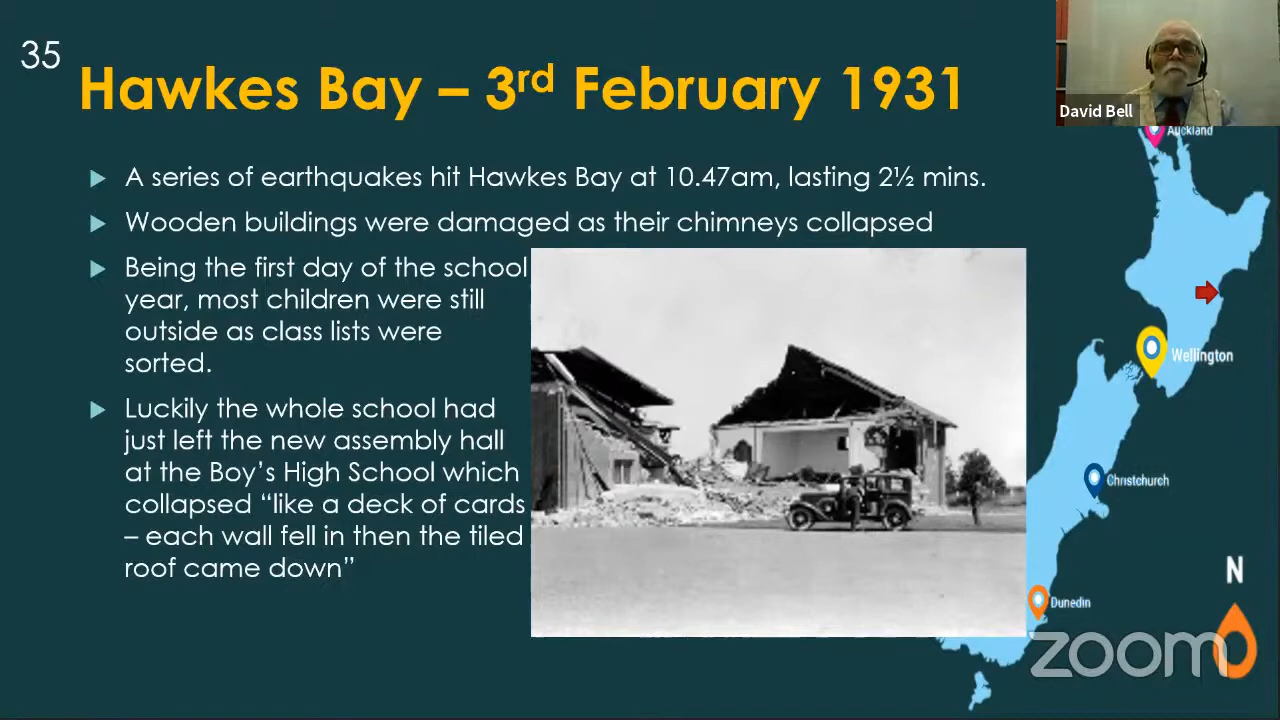 35
Hawkes Bay – 3rd February 1931
David Bell
Auckland
A series of earthquakes hit Hawkes Bay at 10.47am, lasting 2½ mins.
Wooden buildings were damaged as their chimneys collapsed
Being the first day of the school
year, most children were still
outside as class lists were
sorted.
Luckily the whole school had
just left the new assembly hall
at the Boy’s High School which
collapsed “like a deck of cards
– each wall fell in then the tiled
roof came down”
Wellington
Christchurch
N
Dunedin
zoom